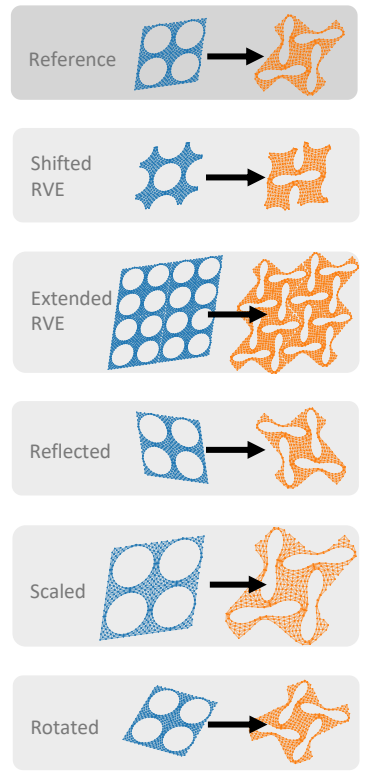 Reference
Shifted
RVE
Extended
RVE
Reflected
Scaled
Rotated